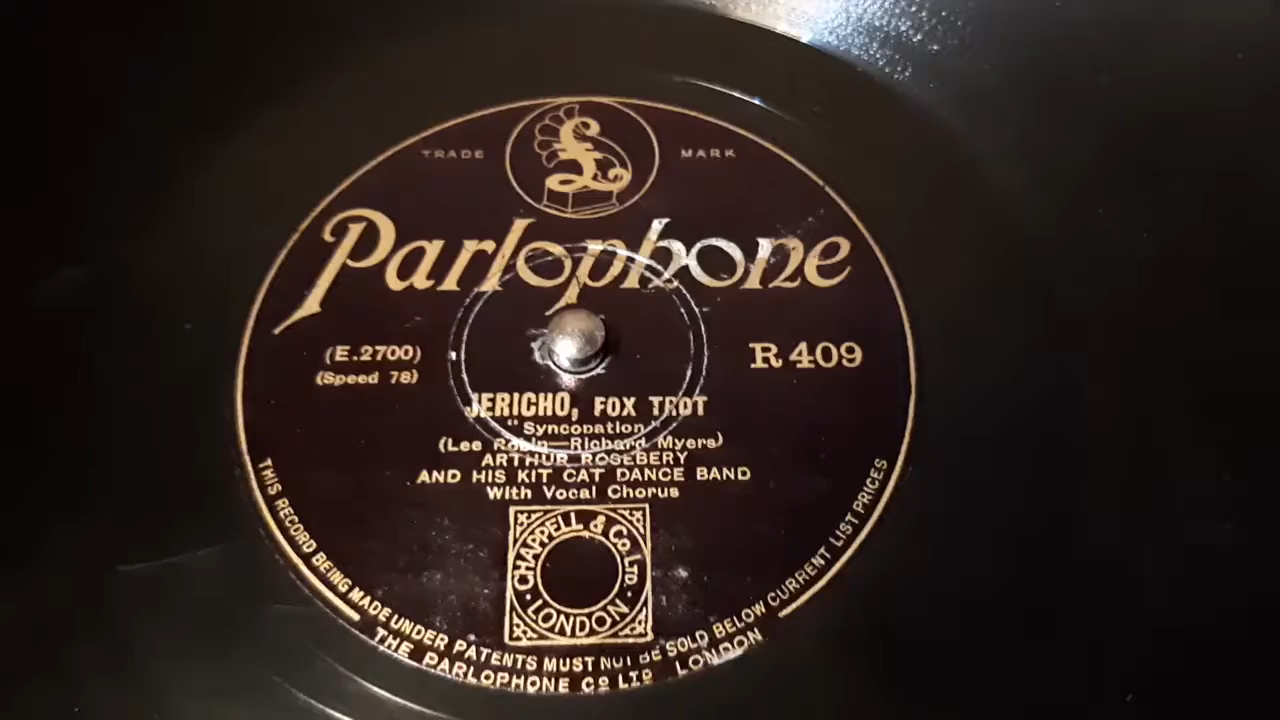 TRADE MARK
£
Parlophone
(E.2700)
(Speed 78)
R 409
JERICHO, FOX TROT
"Syncopation"
(Lee Robin—Richard Myers)
ARTHUR ROSEBERY
AND HIS KIT CAT DANCE BAND
With Vocal Chorus
CHAPPELL & Co. LTD.
LONDON
THIS RECORD BEING MADE UNDER PATENTS MUST NOT BE SOLD BELOW CURRENT LIST PRICES
THE PARLOPHONE Co LTD LONDON